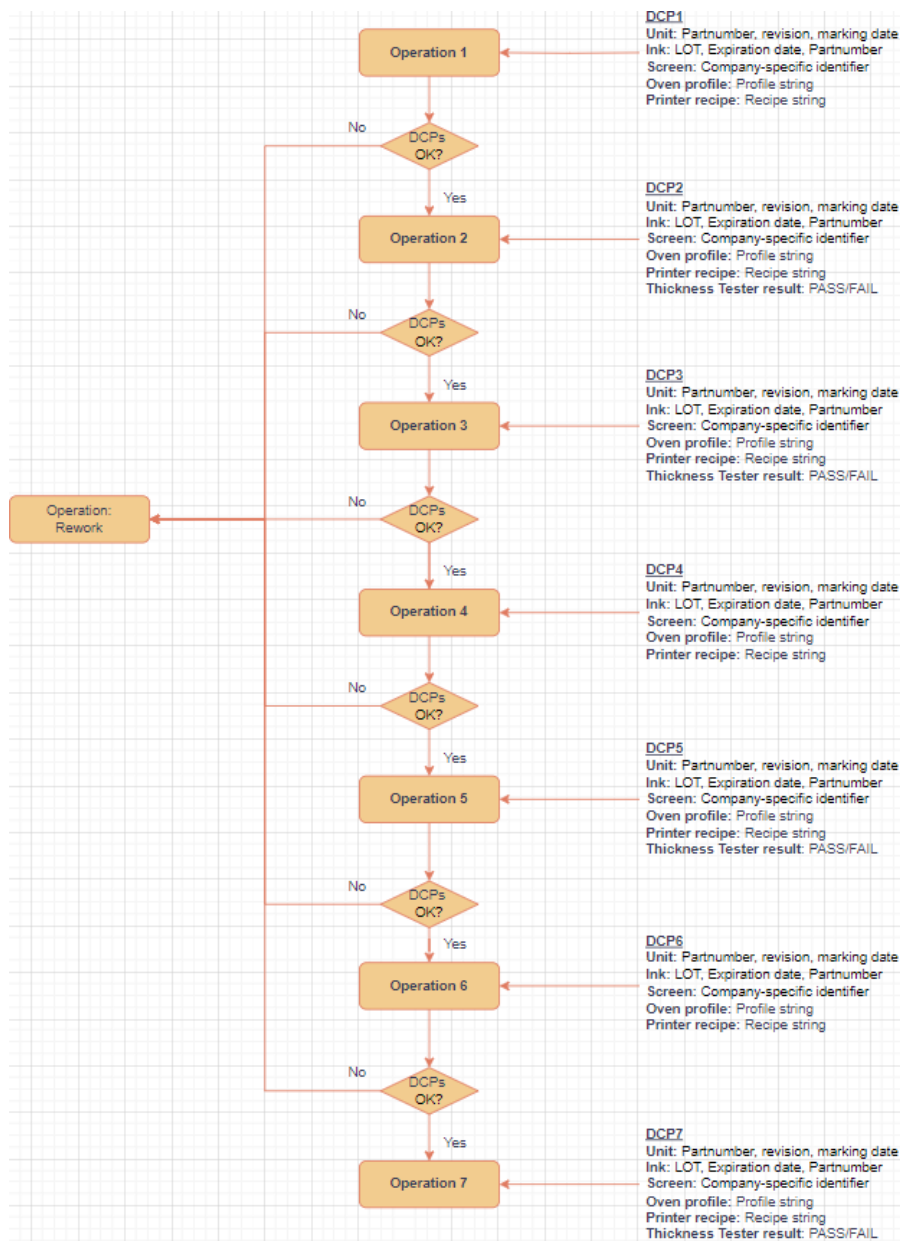 DCP1
Unit: Partnumber, revision, marking date
Ink: LOT, Expiration date, Partnumber
Screen: Company-specific identifier
Oven profile: Profile string
Printer recipe: Recipe string
Operation 1
No
DCPs
OK?
Yes
DCP2
Unit: Partnumber, revision, marking date
Ink: LOT, Expiration date, Partnumber
Screen: Company-specific identifier
Oven profile: Profile string
Printer recipe: Recipe string
Thickness Tester result: PASS/FAIL
Operation 2
No
DCPs
OK?
Yes
DCP3
Unit: Partnumber, revision, marking date
Ink: LOT, Expiration date, Partnumber
Screen: Company-specific identifier
Oven profile: Profile string
Printer recipe: Recipe string
Thickness Tester result: PASS/FAIL
Operation 3
No
DCPs
OK?
Operation:
Rework
Yes
DCP4
Unit: Partnumber, revision, marking date
Ink: LOT, Expiration date, Partnumber
Screen: Company-specific identifier
Oven profile: Profile string
Printer recipe: Recipe string
Operation 4
No
DCPs
OK?
Yes
DCP5
Unit: Partnumber, revision, marking date
Ink: LOT, Expiration date, Partnumber
Screen: Company-specific identifier
Oven profile: Profile string
Printer recipe: Recipe string
Thickness Tester result: PASS/FAIL
Operation 5
No
DCPs
OK?
Yes
DCP6
Unit: Partnumber, revision, marking date
Ink: LOT, Expiration date, Partnumber
Screen: Company-specific identifier
Oven profile: Profile string
Printer recipe: Recipe string
Operation 6
No
DCPs
OK?
Yes
DCP7
Unit: Partnumber, revision, marking date
Ink: LOT, Expiration date, Partnumber
Screen: Company-specific identifier
Oven profile: Profile string
Printer recipe: Recipe string
Thickness Tester result: PASS/FAIL
Operation 7